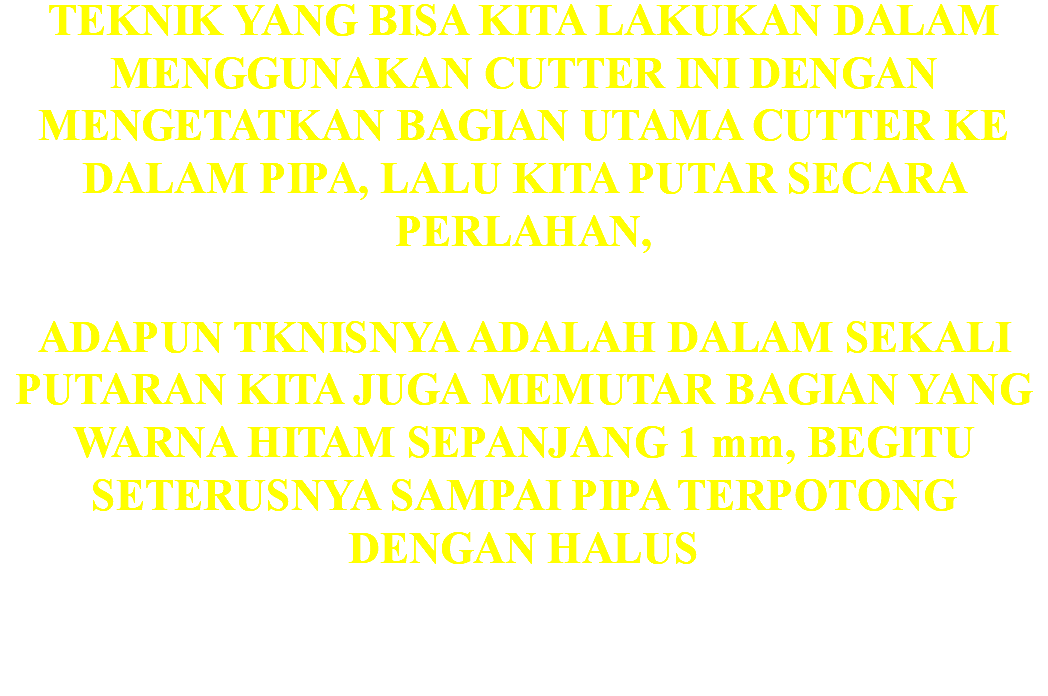 TEKNIK YANG BISA KITA LAKUKAN DALAM
MENGGUNAKAN CUTTER INI DENGAN
MENGETATKAN BAGIAN UTAMA CUTTER KE
DALAM PIPA, LALU KITA PUTAR SECARA
PERLAHAN,
ADAPUN TKNISNYA ADALAH DALAM SEKALI
PUTARAN KITA JUGA MEMUTAR BAGIAN YANG
WARNA HITAM SEPANJANG 1 mm, BEGITU
SETERUSNYA SAMPAI PIPA TERPOTONG
DENGAN HALUS